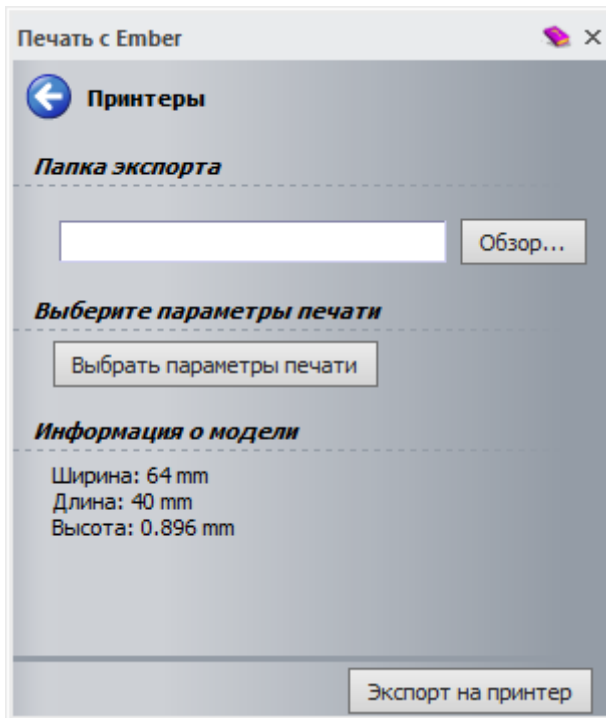 Печать с Ember
Принтеры
Папка экспорта
Обзор...
Выберите параметры печати
Выбрать параметры печати
Информация о модели
Ширина: 64 mm
Длина: 40 mm
Высота: 0.896 mm
Экспорт на принтер